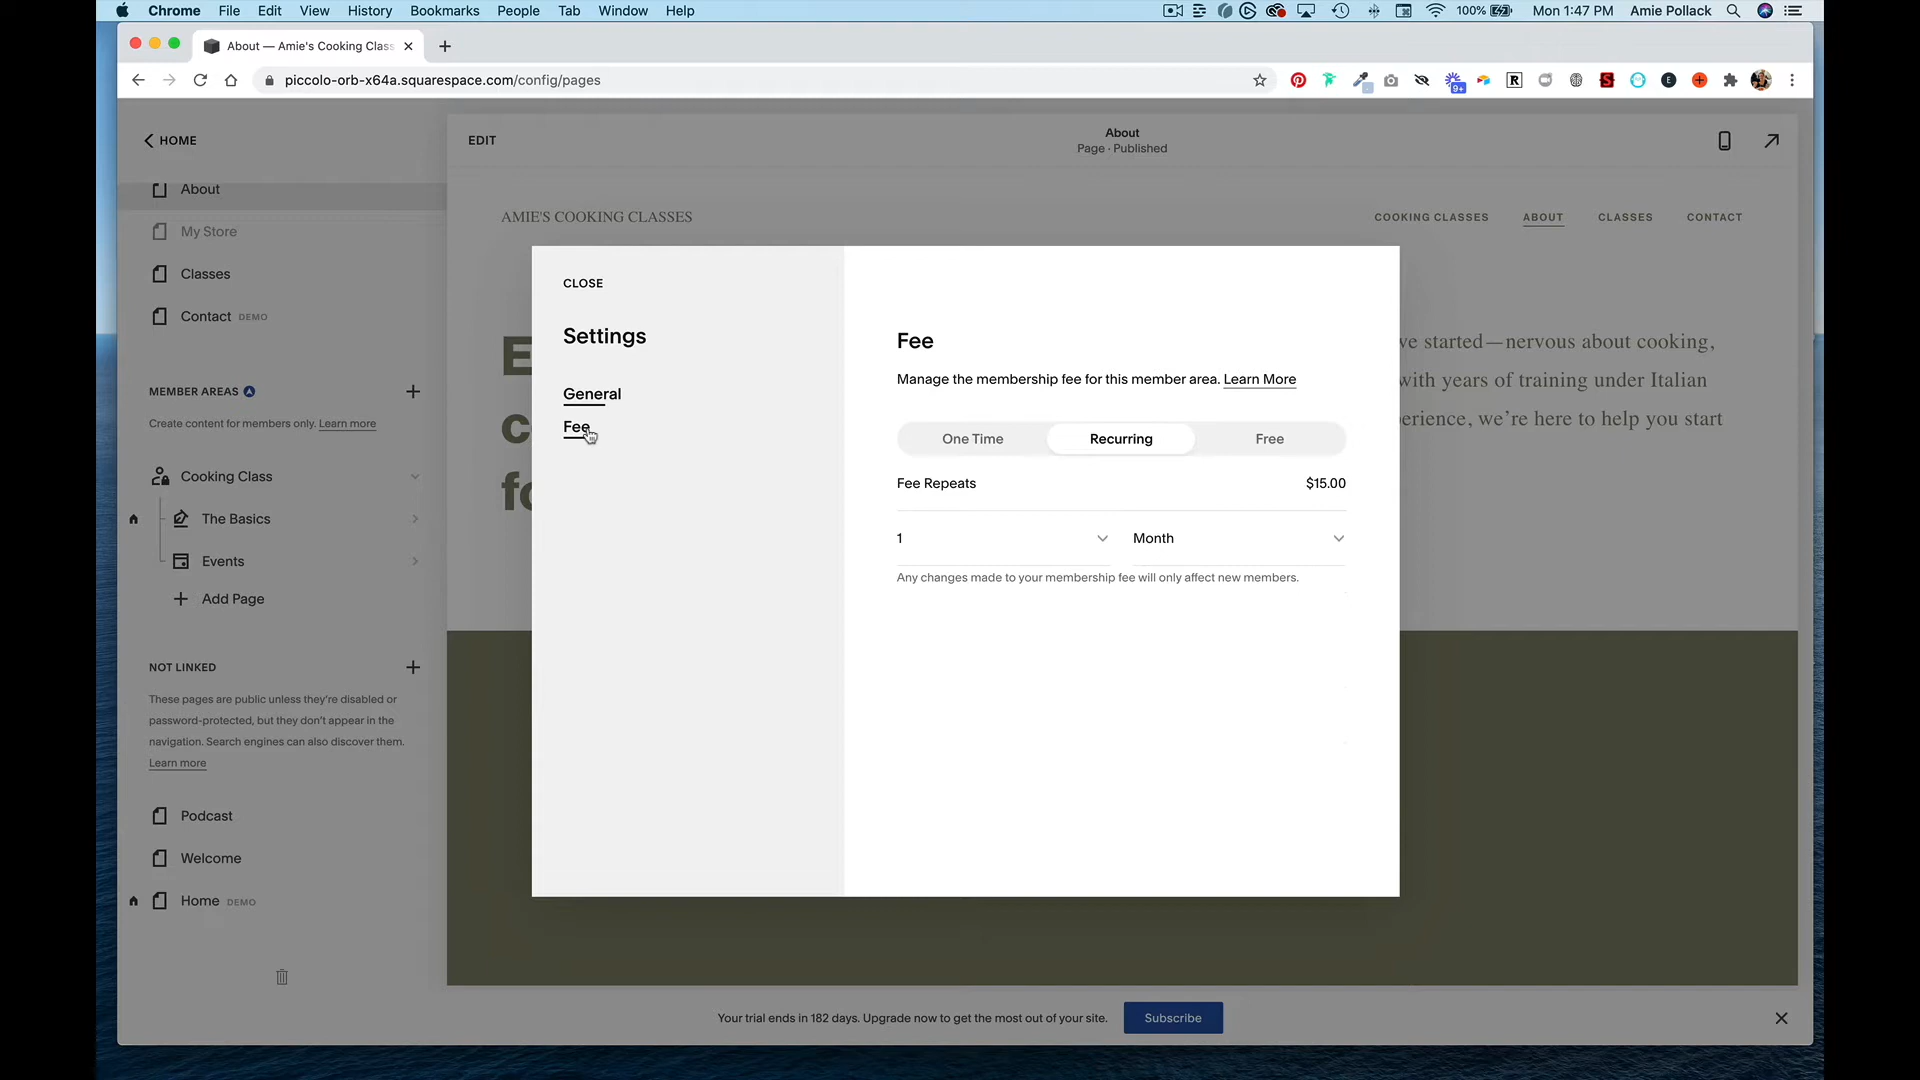 Chrome File Edit View History Bookmarks People Tab Window Help 100% Mon 1:47 PM Amie Pollack
About — Amie's Cooking Clas
piccolo-orb-x64a.squarespace.com/config/pages
9+
R
S
E
HOME
About
My Store
Classes
Contact DEMO
MEMBER AREAS
Create content for members only. Learn more
Cooking Class
The Basics
Events
Add Page
NOT LINKED
These pages are public unless they're disabled or
password-protected, but they don't appear in the
navigation. Search engines can also discover them.
Learn more
Podcast
Welcome
Home DEMO
EDIT
About
Page · Published
AMIE'S COOKING CLASSES
COOKING CLASSES ABOUT CLASSES CONTACT
E
c
fo
ve started—nervous about cooking,
with years of training under Italian
perience, we're here to help you start
CLOSE
Settings
General
Fee
Fee
Manage the membership fee for this member area. Learn More
One Time Recurring Free
Fee Repeats $15.00
1 Month
Any changes made to your membership fee will only affect new members.
Your trial ends in 182 days. Upgrade now to get the most out of your site. Subscribe